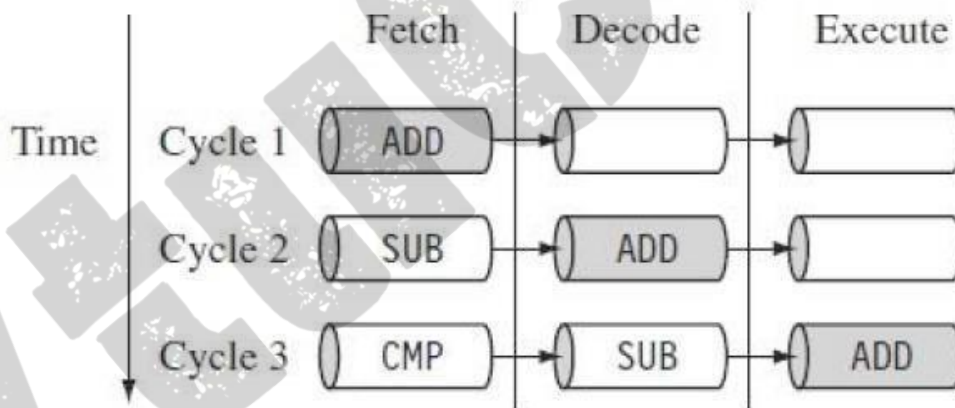 Fetch Decode Execute
Time Cycle 1 ADD
Cycle 2 SUB ADD
Cycle 3 CMP SUB ADD